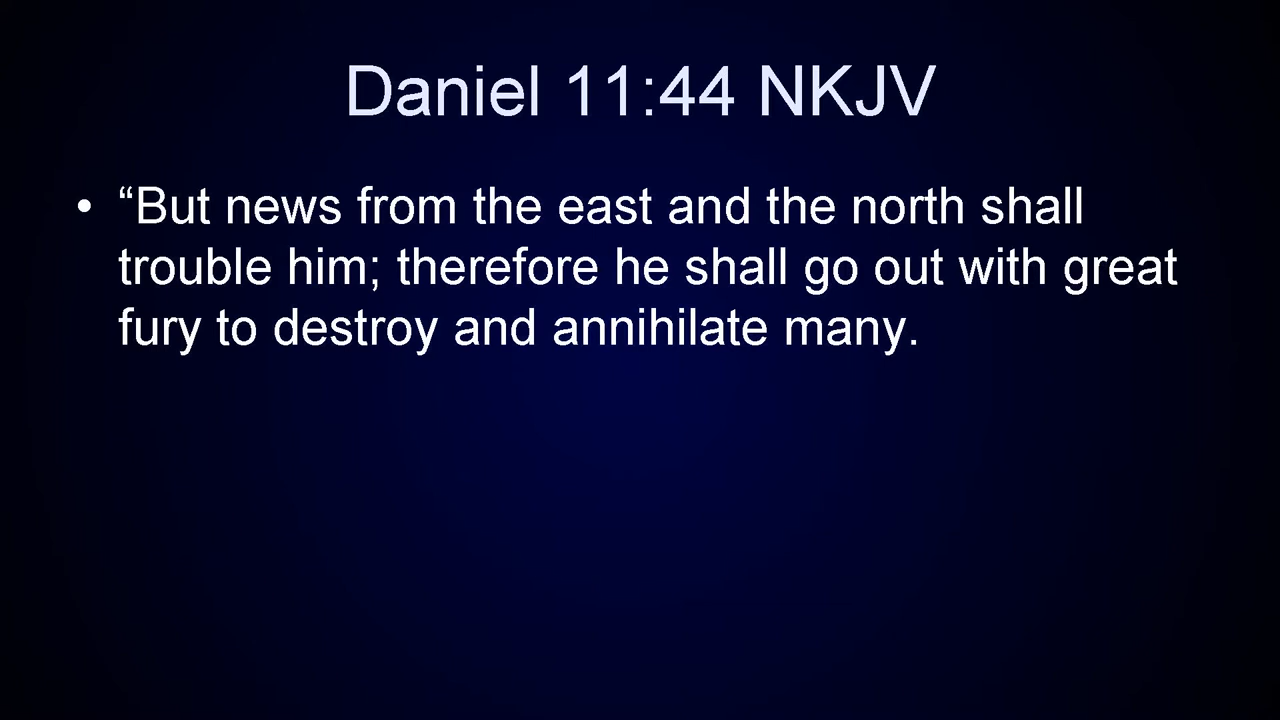 Daniel 11:44 NKJV
• “But news from the east and the north shall
trouble him; therefore he shall go out with great
fury to destroy and annihilate many.